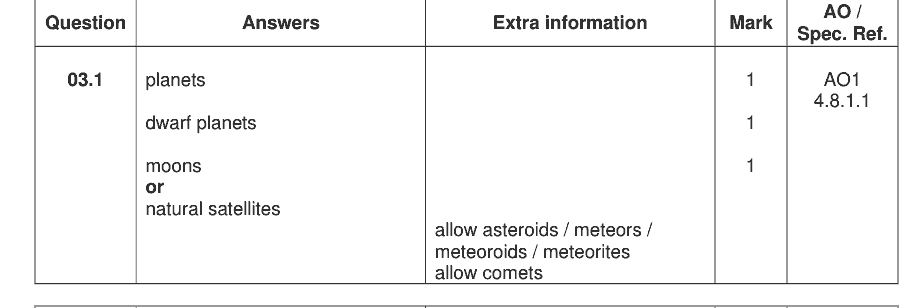 Question Answers Extra information Mark AO /
Spec. Ref.
03.1 planets 1 AO1
4.8.1.1
dwarf planets 1
moons 1
or
natural satellites
allow asteroids / meteors /
meteoroids / meteorites
allow comets